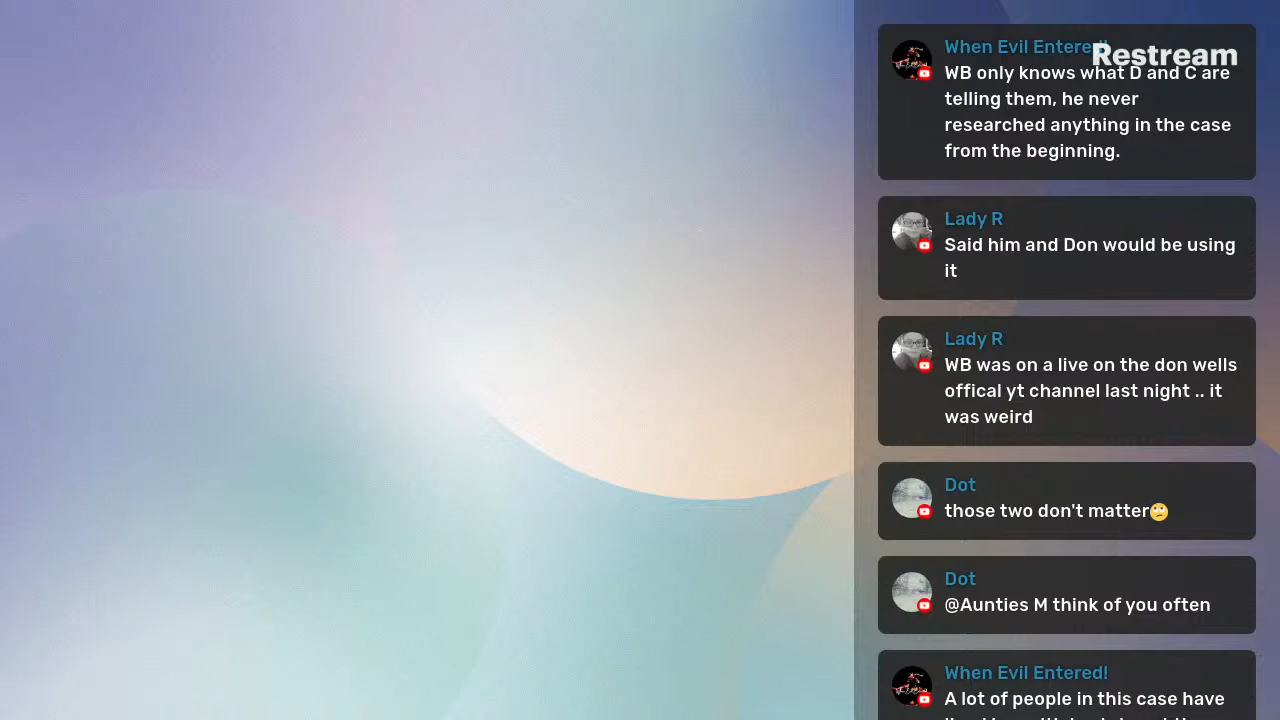 When Evil Entered!
Restream
WB only knows what D and C are
telling them, he never
researched anything in the case
from the beginning.
Lady R
Said him and Don would be using
it
Lady R
WB was on a live on the don wells
offical yt channel last night .. it
was weird
Dot
those two don't matter🙄
Dot
@Aunties M think of you often
When Evil Entered!
A lot of people in this case have